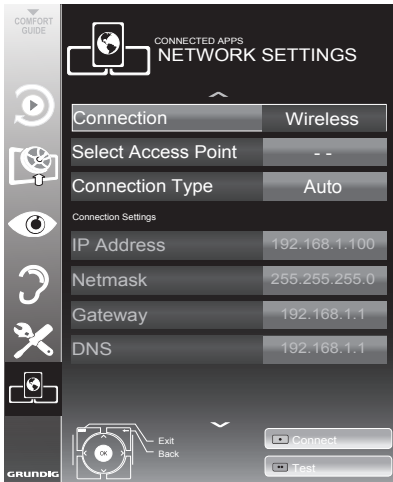 COMFORT
GUIDE
CONNECTED APPS
NETWORK SETTINGS
Connection Wireless
Select Access Point - -
Connection Type Auto
Connection Settings
IP Address 192.168.1.100
Netmask 255.255.255.0
Gateway 192.168.1.1
DNS 192.168.1.1
Exit
Back
OK
Connect
Test
GRUNDIG